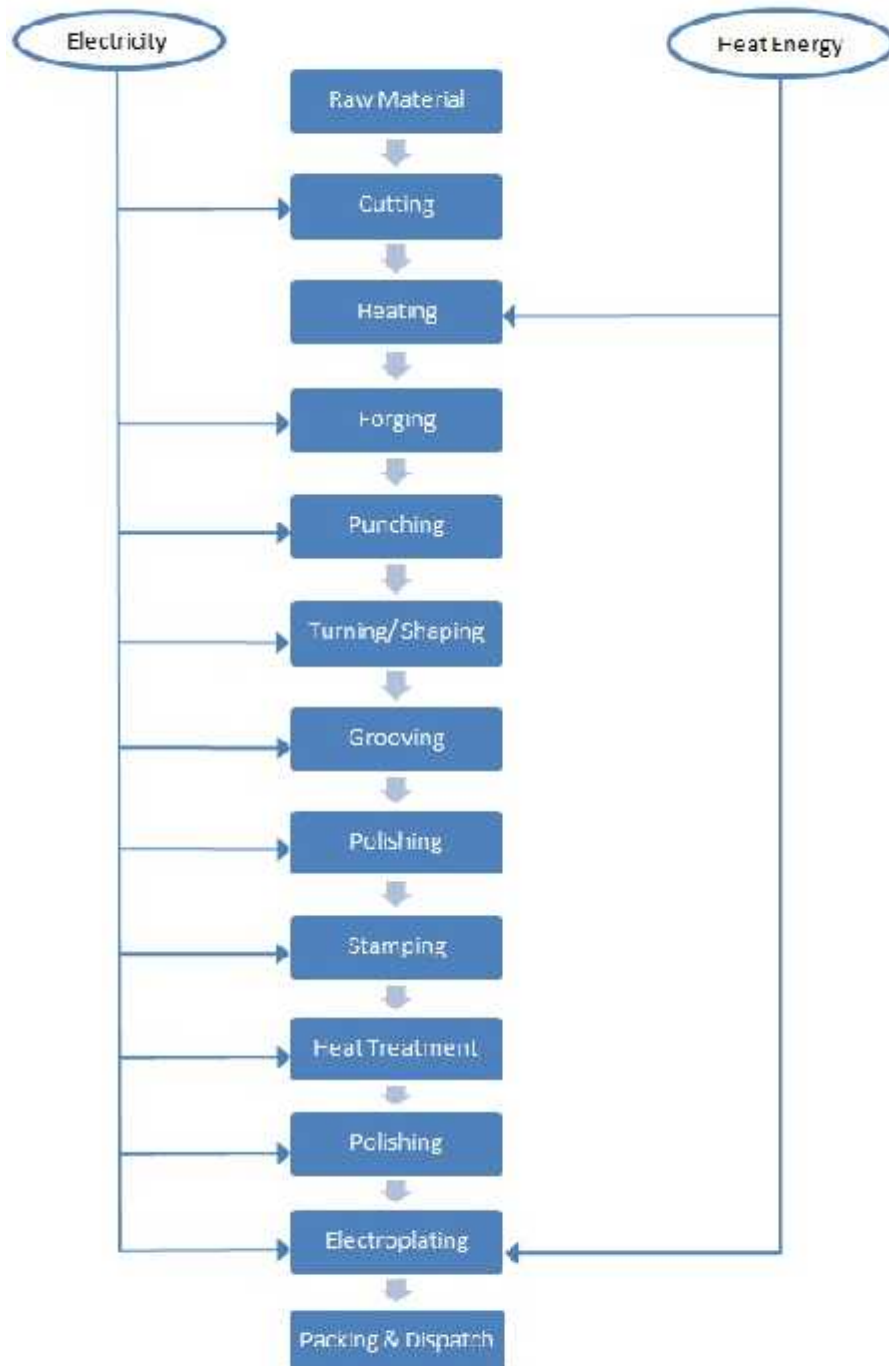 Electricity
Heat Energy
Raw Material
Cutting
Heating
Forging
Punching
Turning/ Shaping
Grooving
Polishing
Stamping
Heat Treatment
Polishing
Electroplating
Packing & Dispatch